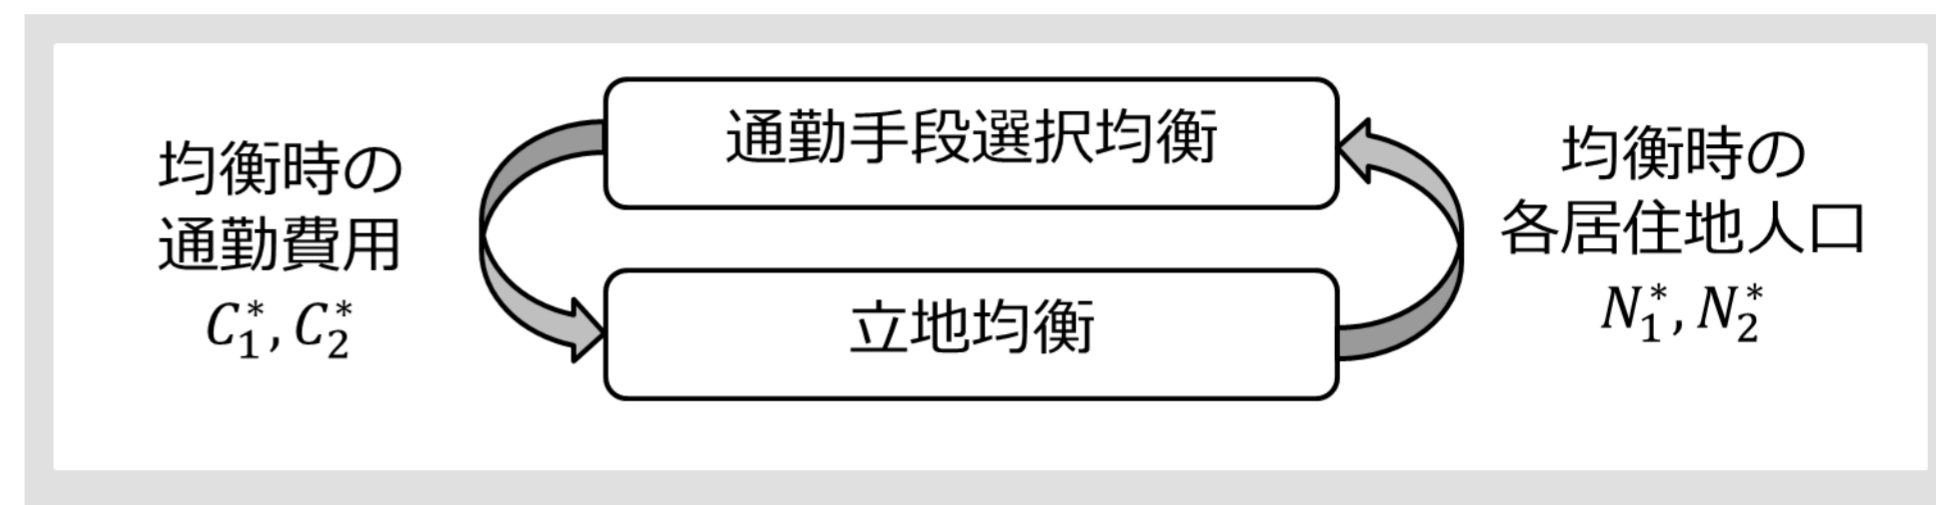 均衡時の
通勤費用
C₁*, C₂*
通勤手段選択均衡
立地均衡
均衡時の
各居住地人口
N₁*, N₂*